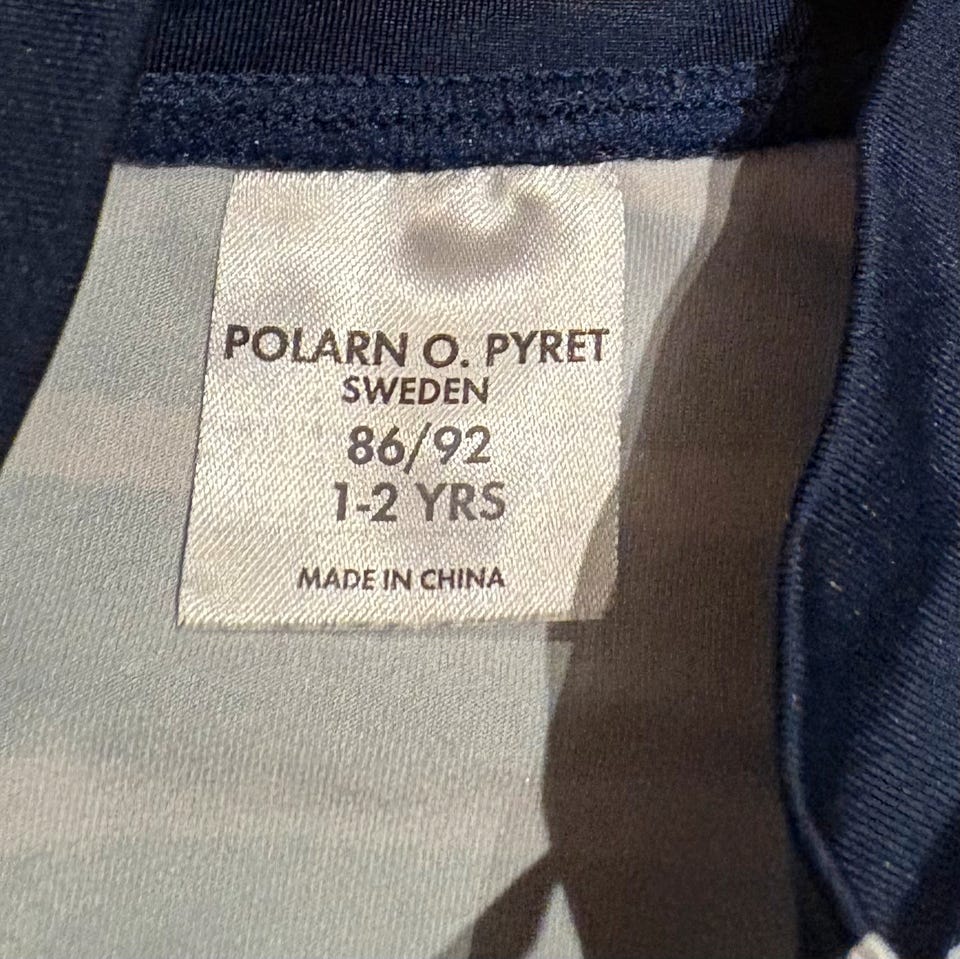 POLARN O. PYRET
SWEDEN
86/92
1-2 YRS
MADE IN CHINA